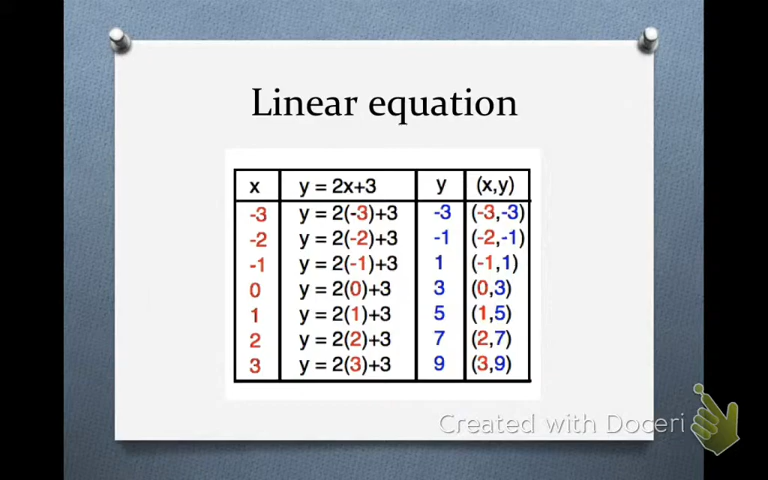 Linear equation
x y = 2x+3 y (x,y)
-3 y = 2(-3)+3 -3 (-3,-3)
-2 y = 2(-2)+3 -1 (-2,-1)
-1 y = 2(-1)+3 1 (-1,1)
0 y = 2(0)+3 3 (0,3)
1 y = 2(1)+3 5 (1,5)
2 y = 2(2)+3 7 (2,7)
3 y = 2(3)+3 9 (3,9)
Created with Doceri